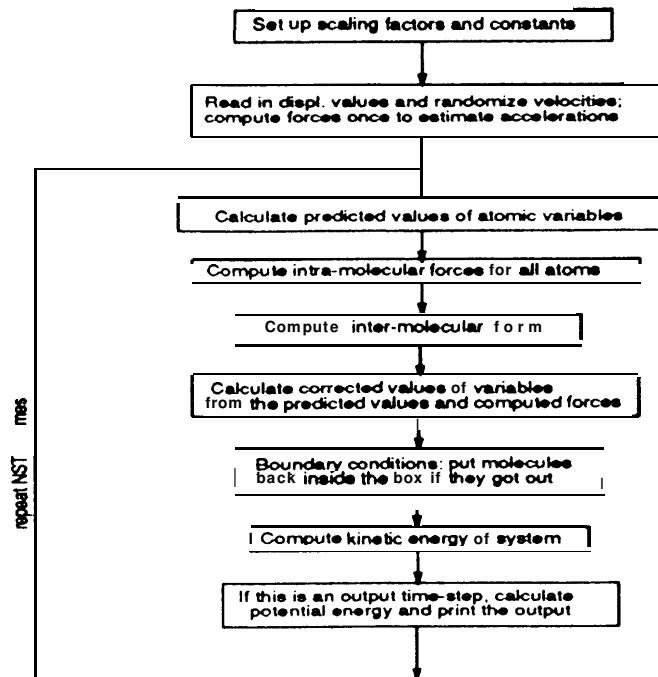 Set up scaling factors and constants
Read in displ. values and randomize velocities;
compute forces once to estimate accelerations
Calculate predicted values of atomic variables
Compute intra-molecular forces for all atoms
Compute inter-molecular form
Calculate corrected values of variables
from the predicted values and computed forces
Boundary conditions: put molecules
back inside the box if they got out
Compute kinetic energy of system
If this is an output time-step, calculate
potential energy and print the output
repeat NST mes